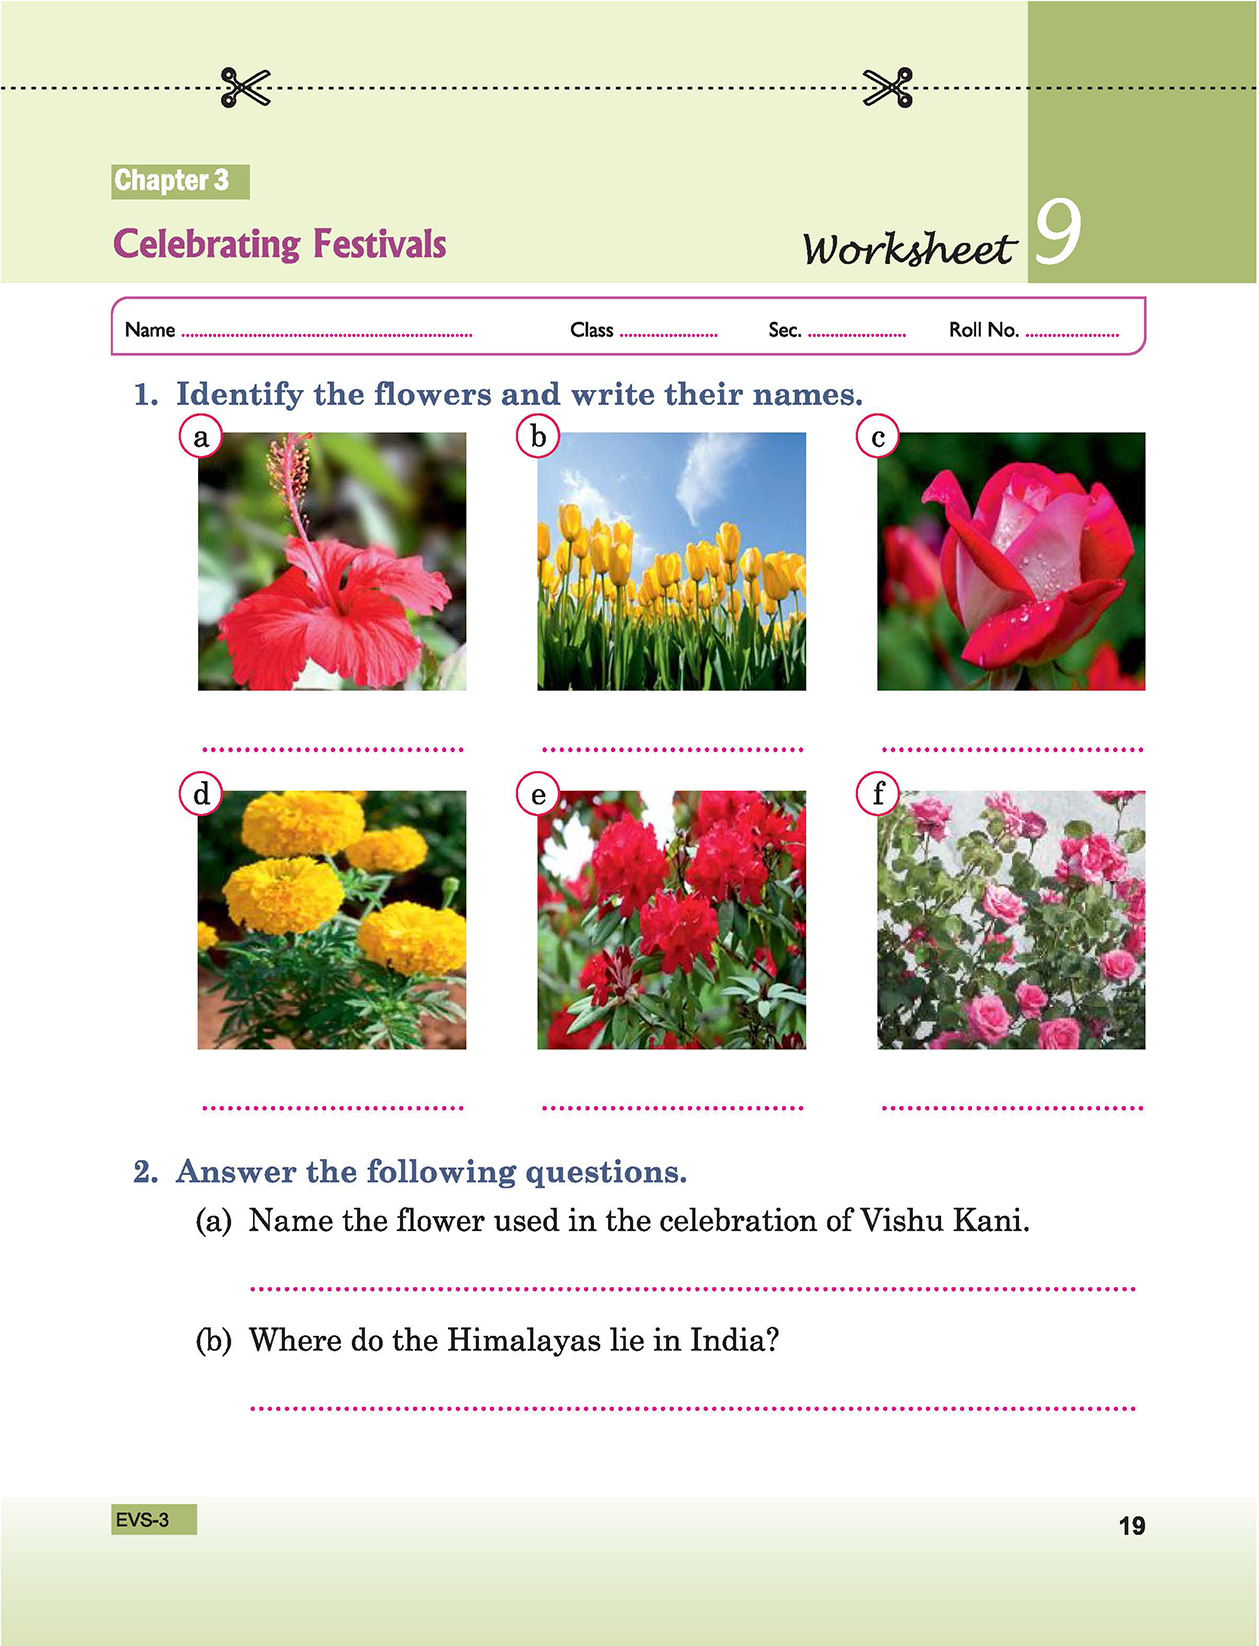 Chapter 3
Celebrating Festivals
Worksheet 9
Name Class Sec. Roll No.
1. Identify the flowers and write their names.
a b c
d e f
2. Answer the following questions.
(a) Name the flower used in the celebration of Vishu Kani.
(b) Where do the Himalayas lie in India?
EVS-3 19